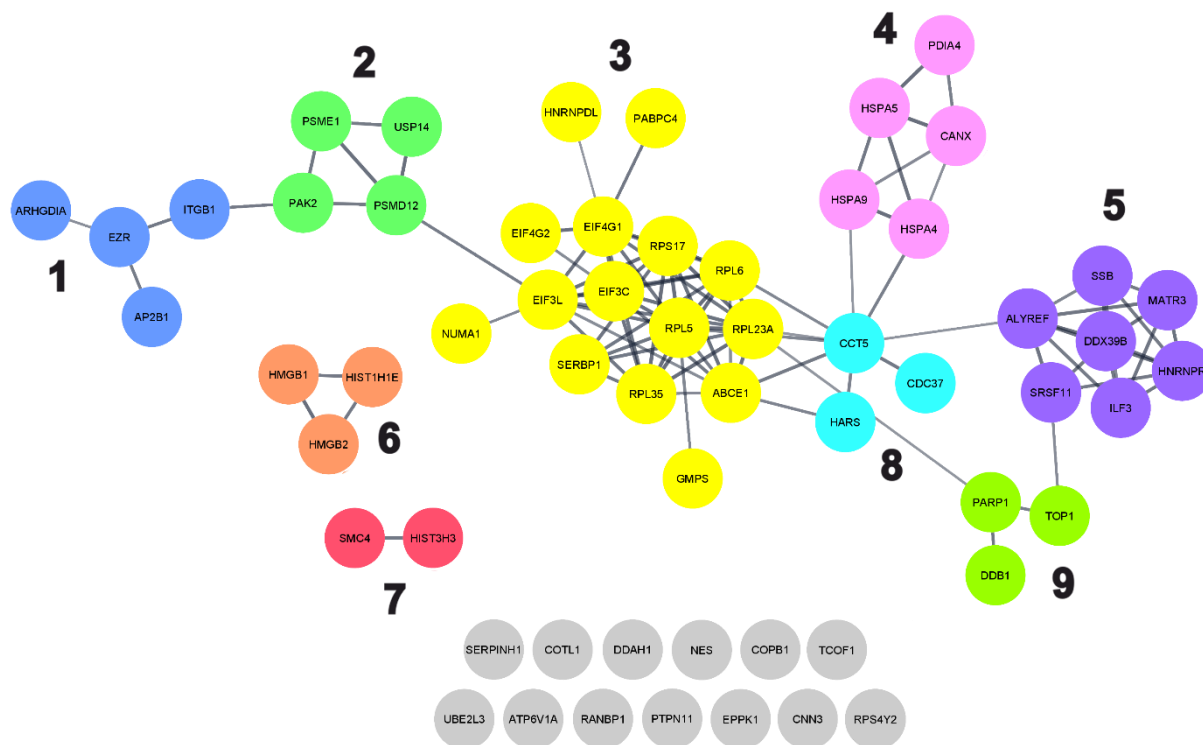 4
PDIA4
2
3
HSPA5
HNRNPDL
PABPC4
PSME1
USP14
CANX
HSPA9
5
ARHGDIA
ITGB1
PAK2
PSMD12
EIF4G2
EIF4G1
HSPA4
EZR
RPS17
1
RPL6
SSB
MATR3
AP2B1
EIF3L
EIF3C
ALYREF
NUMA1
RPL5
RPL23A
CCT5
DDX39B
SERBP1
HNRNPR
HMGB1
HIST1H1E
CDC37
RPL35
ABCE1
SRSF11
ILF3
HARS
HMGB2
6
8
GMPS
PARP1
TOP1
SMC4
HIST3H3
DDB1
9
7
SERPINH1 COTL1 DDAH1 NES COPB1 TCOF1
UBE2L3 ATP6V1A RANBP1 PTPN11 EPPK1 CNN3 RPS4Y2